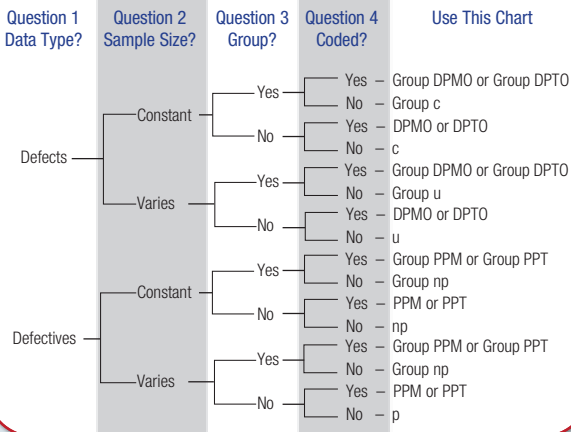 Question 1 Question 2 Question 3 Question 4 Use This Chart
Data Type? Sample Size? Group? Coded?
Yes – Group DPMO or Group DPTO
Yes
No – Group c
Constant
Yes – DPMO or DPTO
No
No – c
Defects
Yes – Group DPMO or Group DPTO
Yes
No – Group u
Varies
Yes – DPMO or DPTO
No
No – u
Yes – Group PPM or Group PPT
Yes
No – Group np
Constant
Yes – PPM or PPT
No
No – np
Defectives
Yes – Group PPM or Group PPT
Yes
No – Group np
Varies
Yes – PPM or PPT
No
No – p